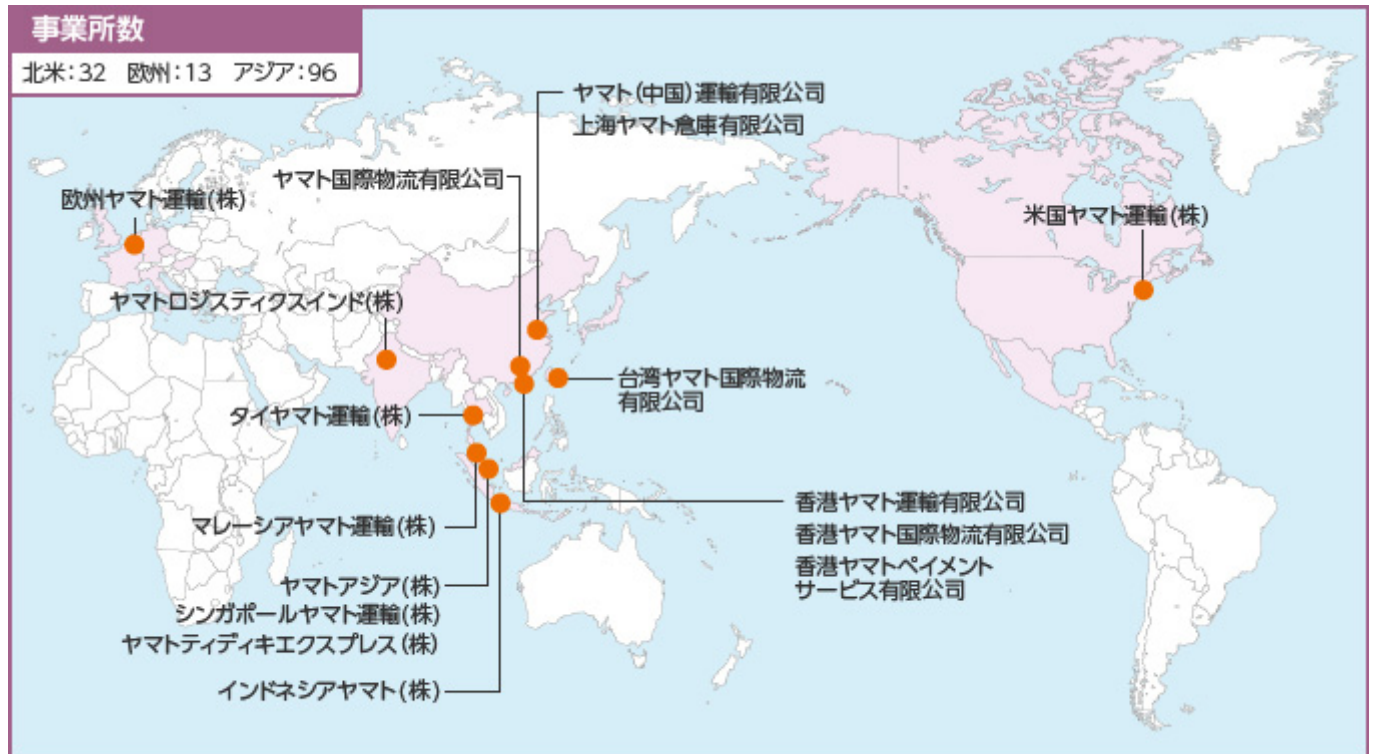 事業所数
北米：32 欧州：13 アジア：96
ヤマト（中国）運輸有限公司
上海ヤマト倉庫有限公司
ヤマト国際物流有限公司
欧州ヤマト運輸（株）
米国ヤマト運輸（株）
ヤマトロジスティクスインド（株）
台湾ヤマト国際物流
有限公司
タイヤマト運輸（株）
香港ヤマト運輸有限公司
香港ヤマト国際物流有限公司
香港ヤマトペイメント
サービス有限公司
マレーシアヤマト運輸（株）
ヤマトアジア（株）
シンガポールヤマト運輸（株）
ヤマトティディキエクスプレス（株）
インドネシアヤマト（株）